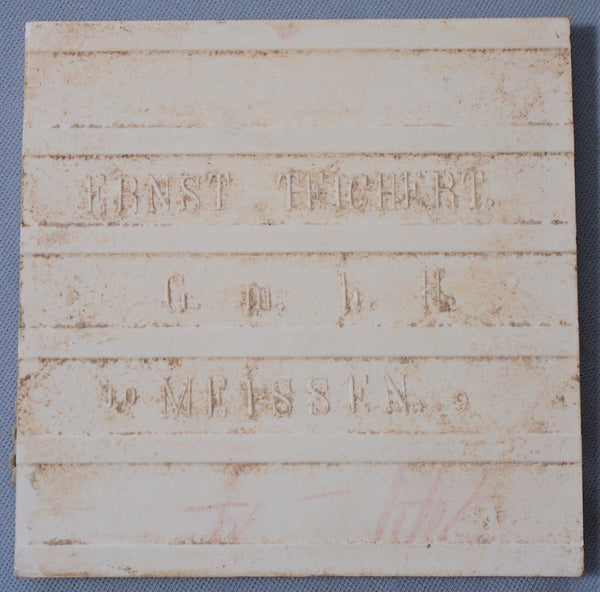 ERNST TEICHERT.
G. m. b. H.
MEISSEN.